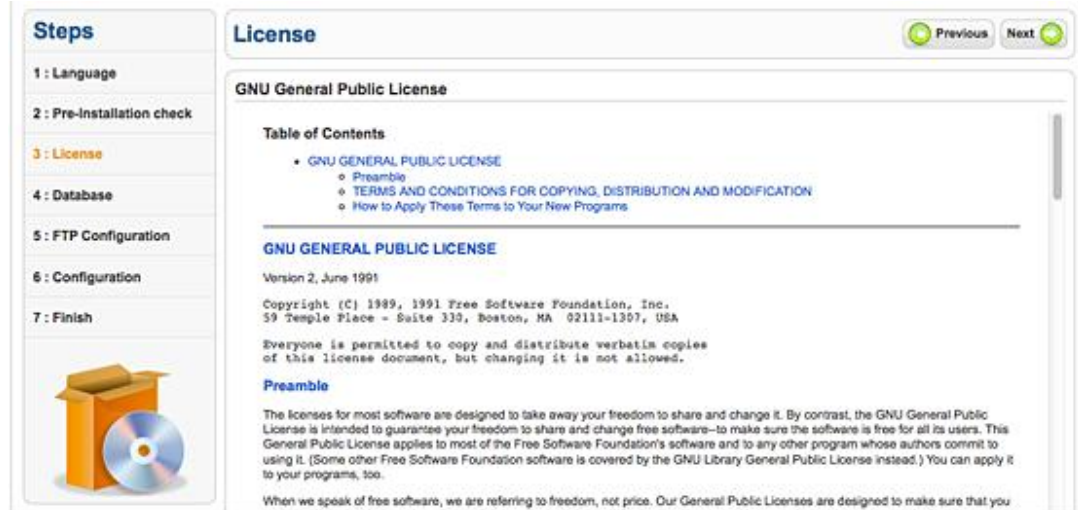 Steps
1 : Language
2 : Pre-Installation check
3 : License
4 : Database
5 : FTP Configuration
6 : Configuration
7 : Finish
License
Previous
Next
GNU General Public License
Table of Contents
• GNU GENERAL PUBLIC LICENSE
◦ Preamble
◦ TERMS AND CONDITIONS FOR COPYING, DISTRIBUTION AND MODIFICATION
◦ How to Apply These Terms to Your New Programs
GNU GENERAL PUBLIC LICENSE
Version 2, June 1991
Copyright (C) 1989, 1991 Free Software Foundation, Inc.
59 Temple Place - Suite 330, Boston, MA  02111-1307, USA
Everyone is permitted to copy and distribute verbatim copies
of this license document, but changing it is not allowed.
Preamble
The licenses for most software are designed to take away your freedom to share and change it. By contrast, the GNU General Public
License is intended to guarantee your freedom to share and change free software--to make sure the software is free for all its users. This
General Public License applies to most of the Free Software Foundation's software and to any other program whose authors commit to
using it. (Some other Free Software Foundation software is covered by the GNU Library General Public License instead.) You can apply it
to your programs, too.
When we speak of free software, we are referring to freedom, not price. Our General Public Licenses are designed to make sure that you